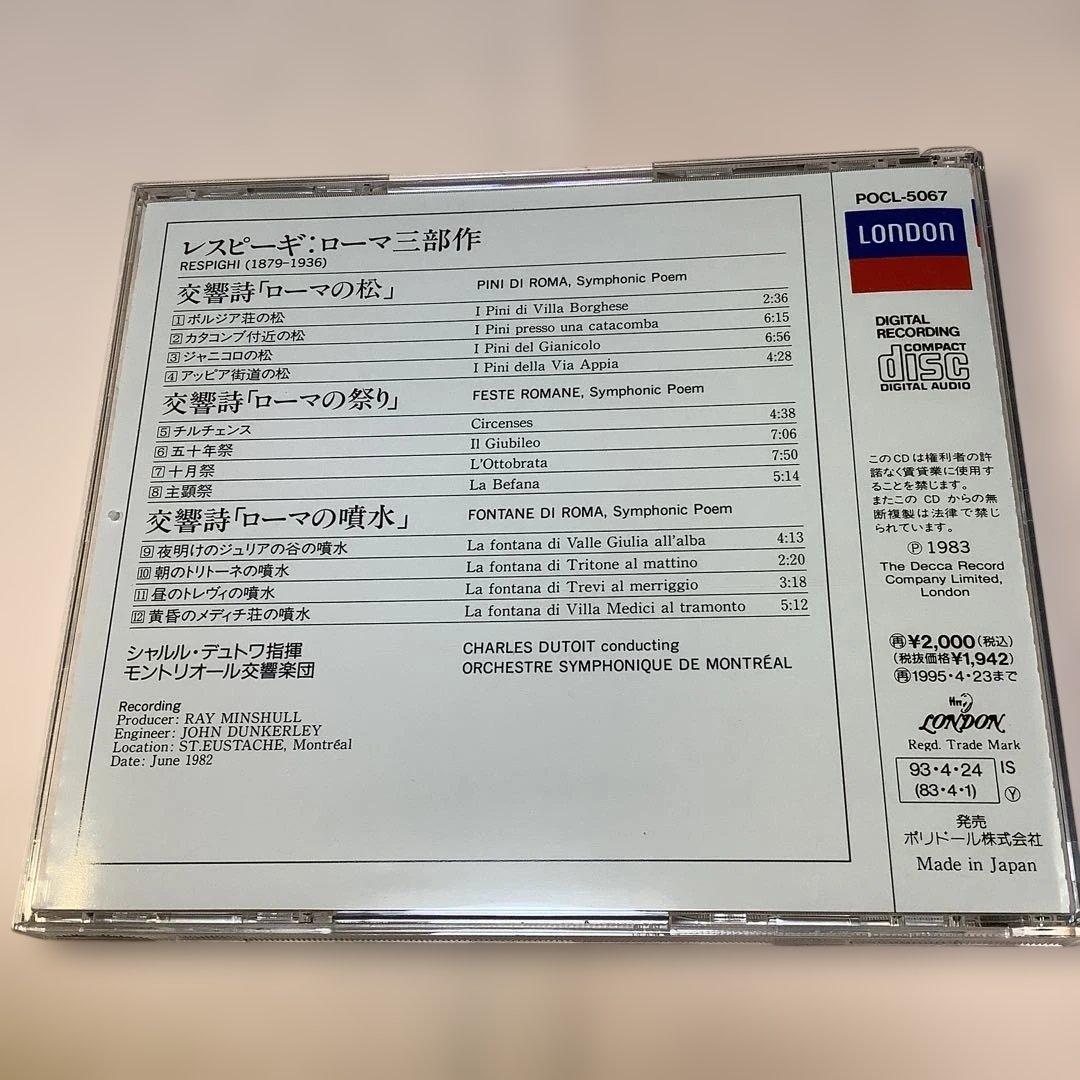 レスピーギ:ローマ三部作
RESPIGHI (1879-1936)
交響詩「ローマの松」 PINI DI ROMA, Symphonic Poem
1 ボルジア荘の松 I Pini di Villa Borghese 2:36
2 カタコンブ付近の松 I Pini presso una catacomba 6:15
3 ジャニコロの松 I Pini del Gianicolo 6:56
4 アッピア街道の松 I Pini della Via Appia 4:28
交響詩「ローマの祭り」 FESTE ROMANE, Symphonic Poem
5 チルチェンス Circenses 4:38
6 五十年祭 Il Giubileo 7:06
7 十月祭 L'Ottobrata 7:50
8 主顕祭 La Befana 5:14
交響詩「ローマの噴水」 FONTANE DI ROMA, Symphonic Poem
9 夜明けのジュリアの谷の噴水 La fontana di Valle Giulia all'alba 4:13
10 朝のトリトーネの噴水 La fontana di Tritone al mattino 2:20
11 昼のトレヴィの噴水 La fontana di Trevi al merriggio 3:18
12 黄昏のメディチ荘の噴水 La fontana di Villa Medici al tramonto 5:12
シャルル・デュトワ指揮 CHARLES DUTOIT conducting
モントリオール交響楽団 ORCHESTRE SYMPHONIQUE DE MONTRÉAL
Recording
Producer: RAY MINSHULL
Engineer: JOHN DUNKERLEY
Location: ST.EUSTACHE, Montréal
Date: June 1982
POCL-5067
LONDON
DIGITAL
RECORDING
COMPACT
disc
DIGITAL AUDIO
このCDは権利者の許
諾なく賃貸業に使用す
ることを禁じます。
またこの CD からの無
断複製は法律で禁じ
られています。
Ⓟ 1983
The Decca Record
Company Limited,
London
再¥2,000(税込)
(税抜価格¥1,942)
再1995・4・23まで
LONDON
Regd. Trade Mark
93・4・24 IS
(83・4・1) Ⓨ
発売
ポリドール株式会社
Made in Japan